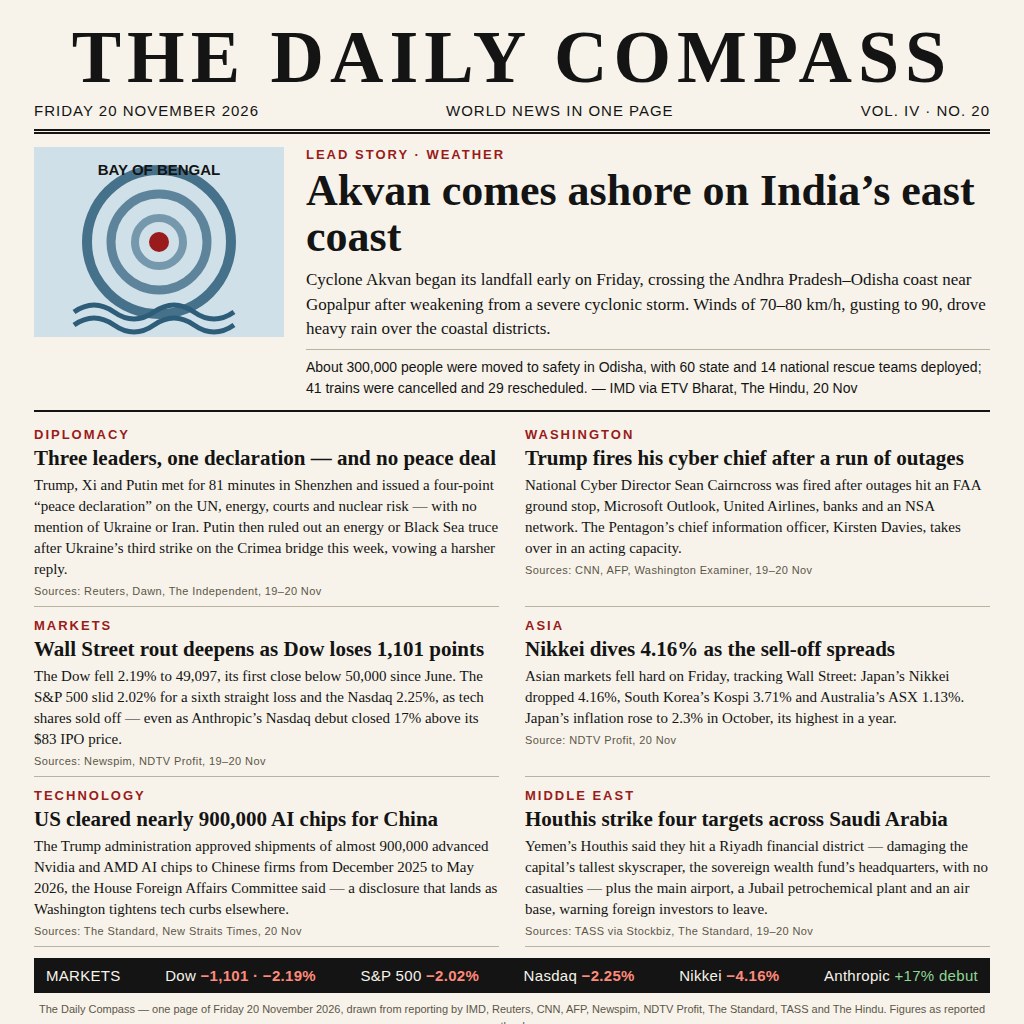 THE DAILY COMPASS
FRIDAY 20 NOVEMBER 2026
WORLD NEWS IN ONE PAGE
VOL. IV · NO. 20
BAY OF BENGAL
LEAD STORY · WEATHER
Akvan comes ashore on India’s east
coast
Cyclone Akvan began its landfall early on Friday, crossing the Andhra Pradesh–Odisha coast near
Gopalpur after weakening from a severe cyclonic storm. Winds of 70–80 km/h, gusting to 90, drove
heavy rain over the coastal districts.
About 300,000 people were moved to safety in Odisha, with 60 state and 14 national rescue teams deployed;
41 trains were cancelled and 29 rescheduled. — IMD via ETV Bharat, The Hindu, 20 Nov
DIPLOMACY
Three leaders, one declaration — and no peace deal
Trump, Xi and Putin met for 81 minutes in Shenzhen and issued a four-point
“peace declaration” on the UN, energy, courts and nuclear risk — with no
mention of Ukraine or Iran. Putin then ruled out an energy or Black Sea truce
after Ukraine’s third strike on the Crimea bridge this week, vowing a harsher
reply.
Sources: Reuters, Dawn, The Independent, 19–20 Nov
WASHINGTON
Trump fires his cyber chief after a run of outages
National Cyber Director Sean Cairncross was fired after outages hit an FAA
ground stop, Microsoft Outlook, United Airlines, banks and an NSA
network. The Pentagon’s chief information officer, Kirsten Davies, takes
over in an acting capacity.
Sources: CNN, AFP, Washington Examiner, 19–20 Nov
MARKETS
Wall Street rout deepens as Dow loses 1,101 points
The Dow fell 2.19% to 49,097, its first close below 50,000 since June. The
S&P 500 slid 2.02% for a sixth straight loss and the Nasdaq 2.25%, as tech
shares sold off — even as Anthropic’s Nasdaq debut closed 17% above its
$83 IPO price.
Sources: Newspim, NDTV Profit, 19–20 Nov
ASIA
Nikkei dives 4.16% as the sell-off spreads
Asian markets fell hard on Friday, tracking Wall Street: Japan’s Nikkei
dropped 4.16%, South Korea’s Kospi 3.71% and Australia’s ASX 1.13%.
Japan’s inflation rose to 2.3% in October, its highest in a year.
Source: NDTV Profit, 20 Nov
TECHNOLOGY
US cleared nearly 900,000 AI chips for China
The Trump administration approved shipments of almost 900,000 advanced
Nvidia and AMD AI chips to Chinese firms from December 2025 to May
2026, the House Foreign Affairs Committee said — a disclosure that lands as
Washington tightens tech curbs elsewhere.
Sources: The Standard, New Straits Times, 20 Nov
MIDDLE EAST
Houthis strike four targets across Saudi Arabia
Yemen’s Houthis said they hit a Riyadh financial district — damaging the
capital’s tallest skyscraper, the sovereign wealth fund’s headquarters, with no
casualties — plus the main airport, a Jubail petrochemical plant and an air
base, warning foreign investors to leave.
Sources: TASS via Stockbiz, The Standard, 19–20 Nov
MARKETS Dow −1,101 · −2.19% S&P 500 −2.02% Nasdaq −2.25% Nikkei −4.16% Anthropic +17% debut
The Daily Compass — one page of Friday 20 November 2026, drawn from reporting by IMD, Reuters, CNN, AFP, Newspim, NDTV Profit, The Standard, TASS and The Hindu. Figures as reported